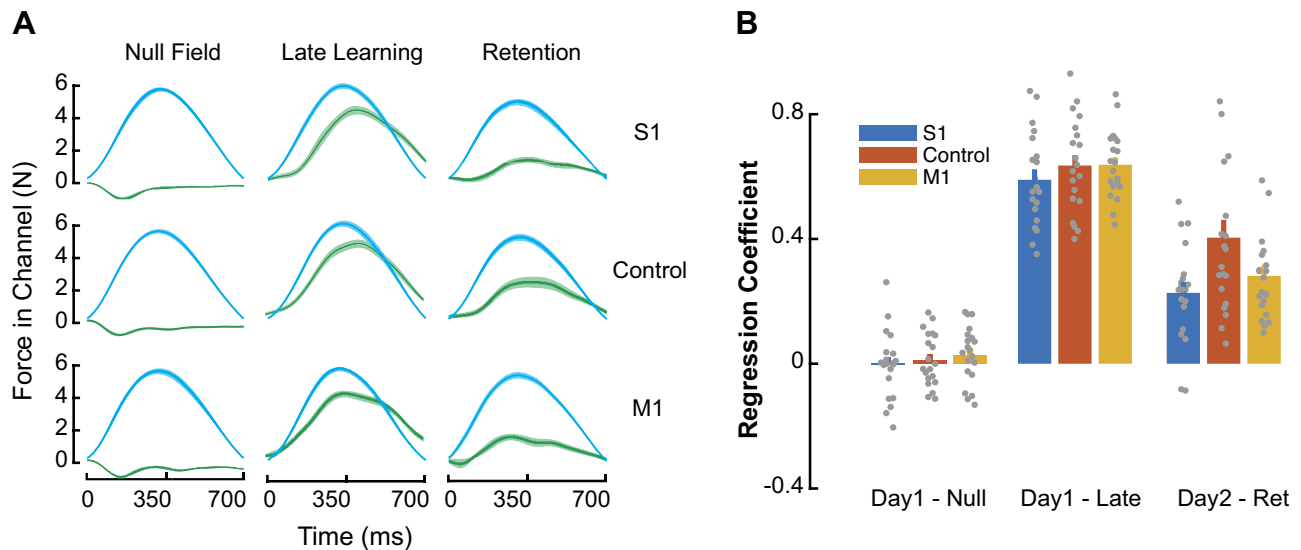 A
Null Field
Late Learning
Retention
Force in Channel (N)
6
4
2
0
S1
6
4
2
0
Control
6
4
2
0
M1
0
350
700
0
350
700
0
350
700
Time (ms)
B
Regression Coefficient
0.8
0.4
0
-0.4
S1
Control
M1
Day1 - Null
Day1 - Late
Day2 - Ret